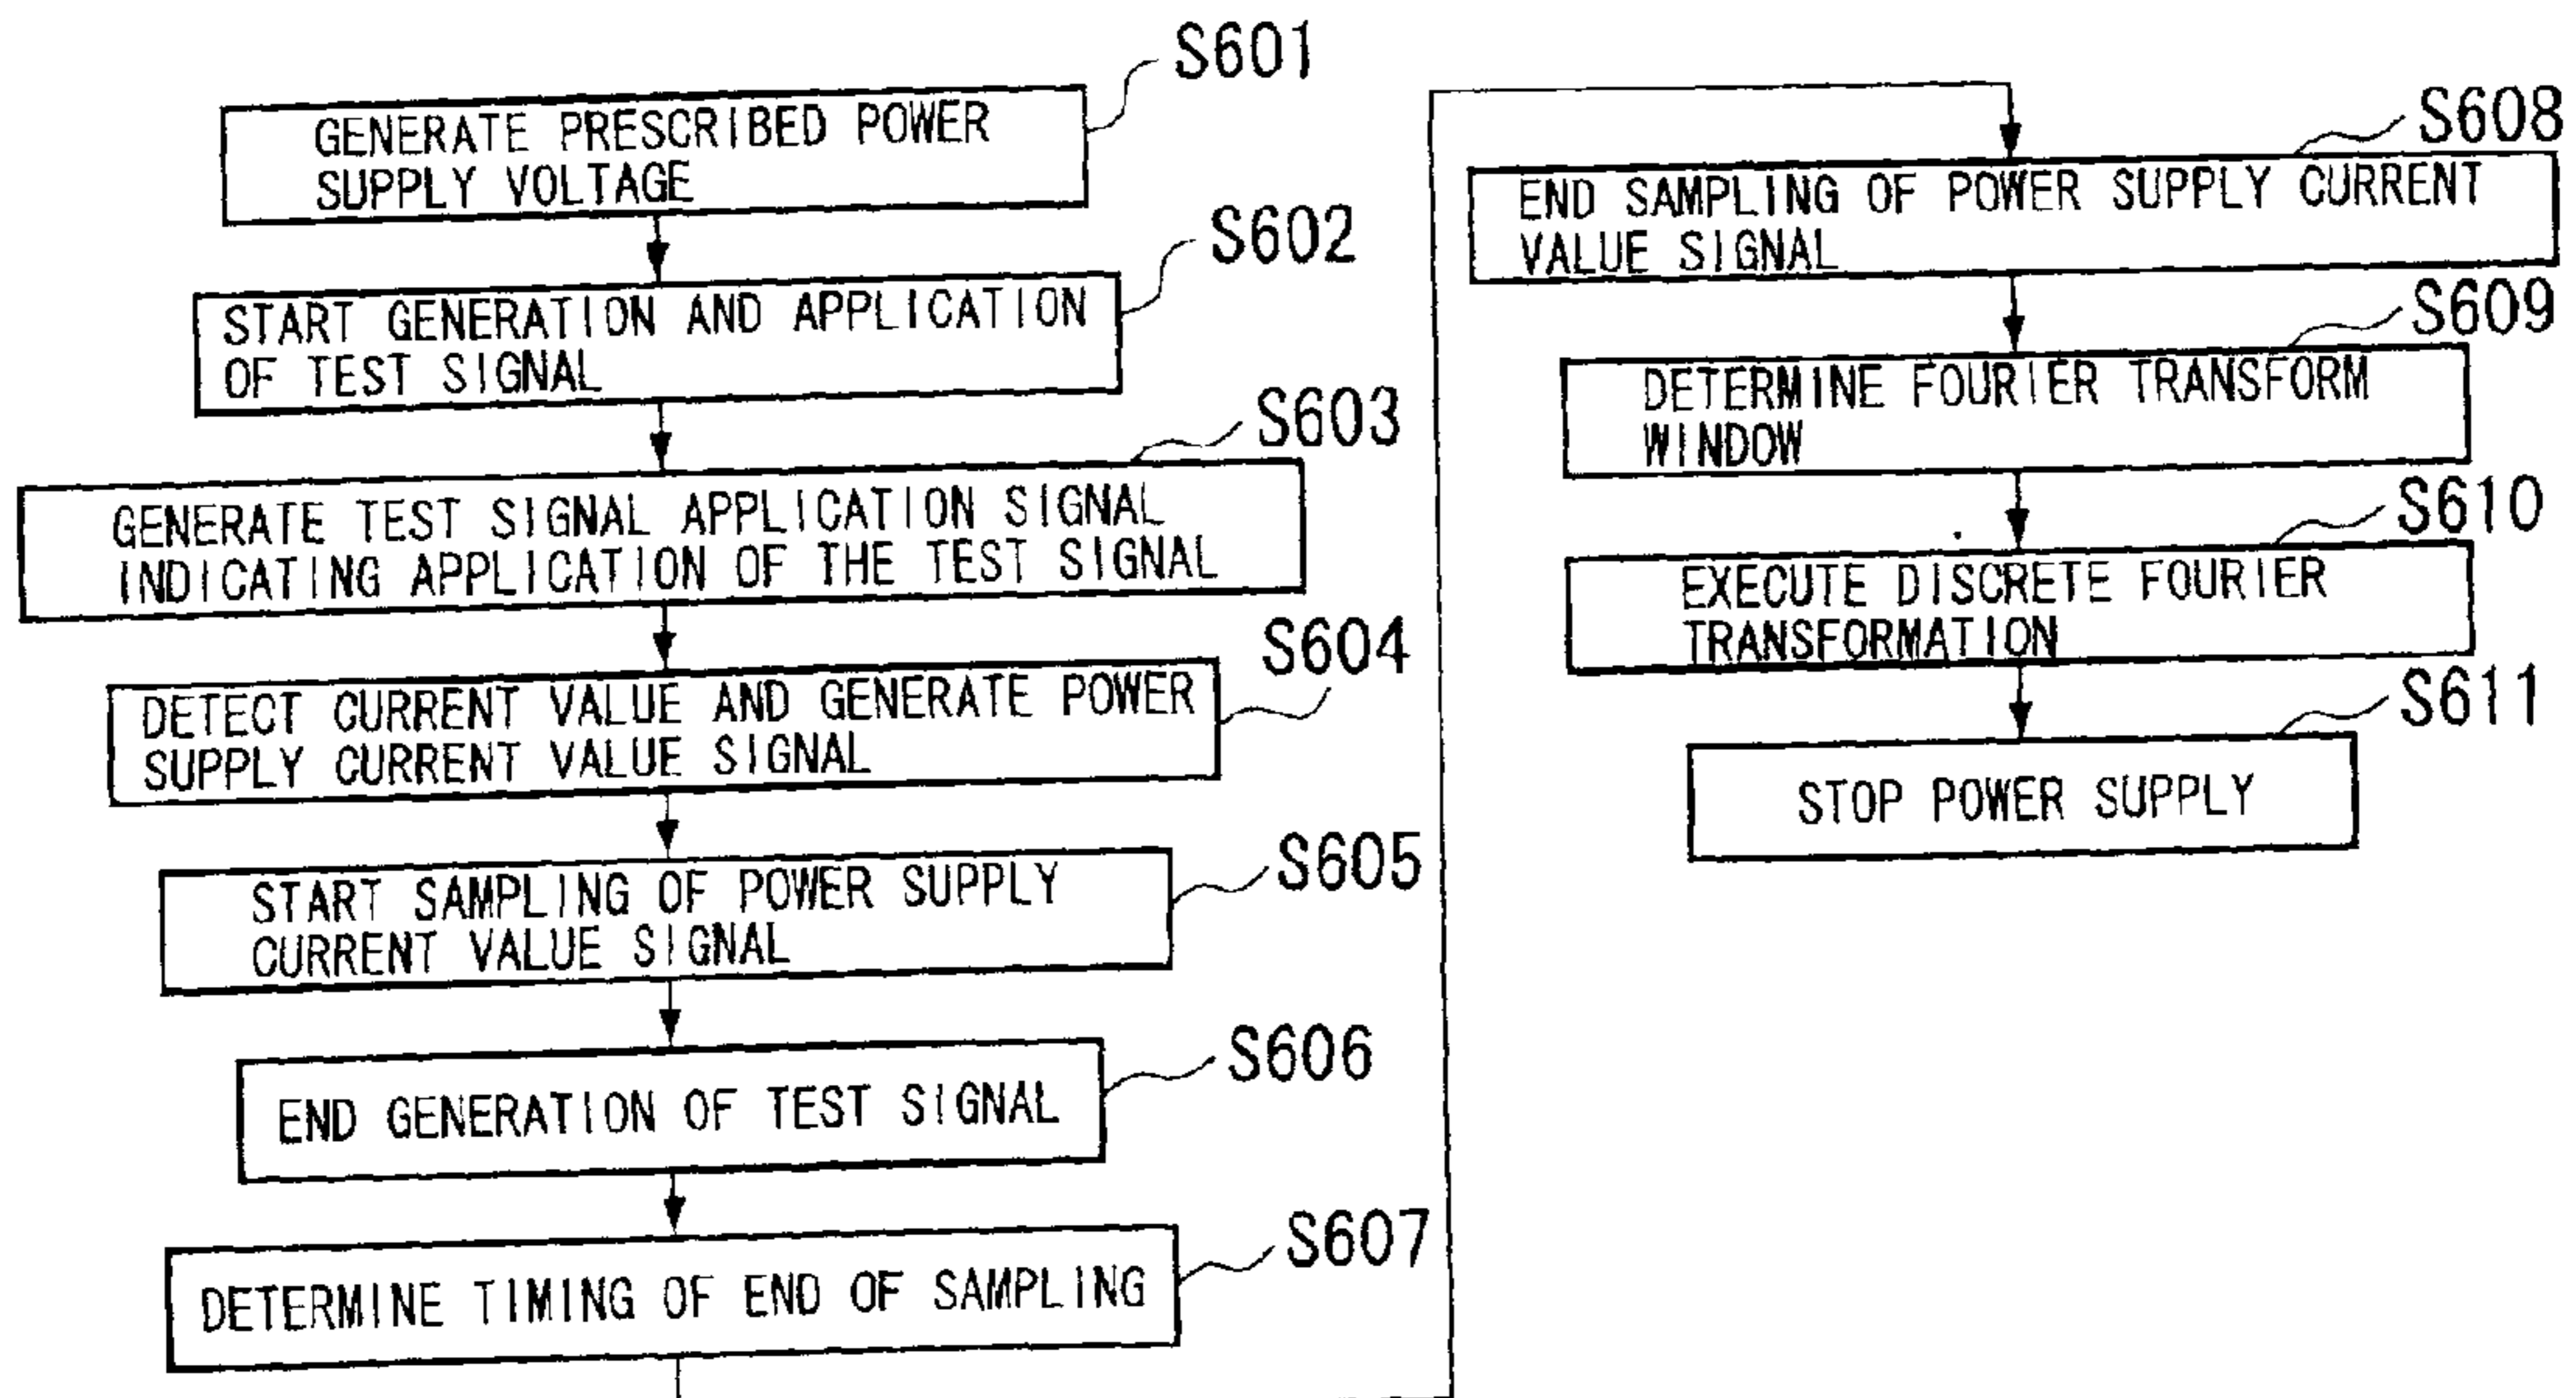 S601
GENERATE PRESCRIBED POWER
SUPPLY VOLTAGE
S602
START GENERATION AND APPLICATION
OF TEST SIGNAL
S603
GENERATE TEST SIGNAL APPLICATION SIGNAL
INDICATING APPLICATION OF THE TEST SIGNAL
S604
DETECT CURRENT VALUE AND GENERATE POWER
SUPPLY CURRENT VALUE SIGNAL
S605
START SAMPLING OF POWER SUPPLY
CURRENT VALUE SIGNAL
S606
END GENERATION OF TEST SIGNAL
S607
DETERMINE TIMING OF END OF SAMPLING
S608
END SAMPLING OF POWER SUPPLY CURRENT
VALUE SIGNAL
S609
DETERMINE FOURIER TRANSFORM
WINDOW
S610
EXECUTE DISCRETE FOURIER
TRANSFORMATION
S611
STOP POWER SUPPLY